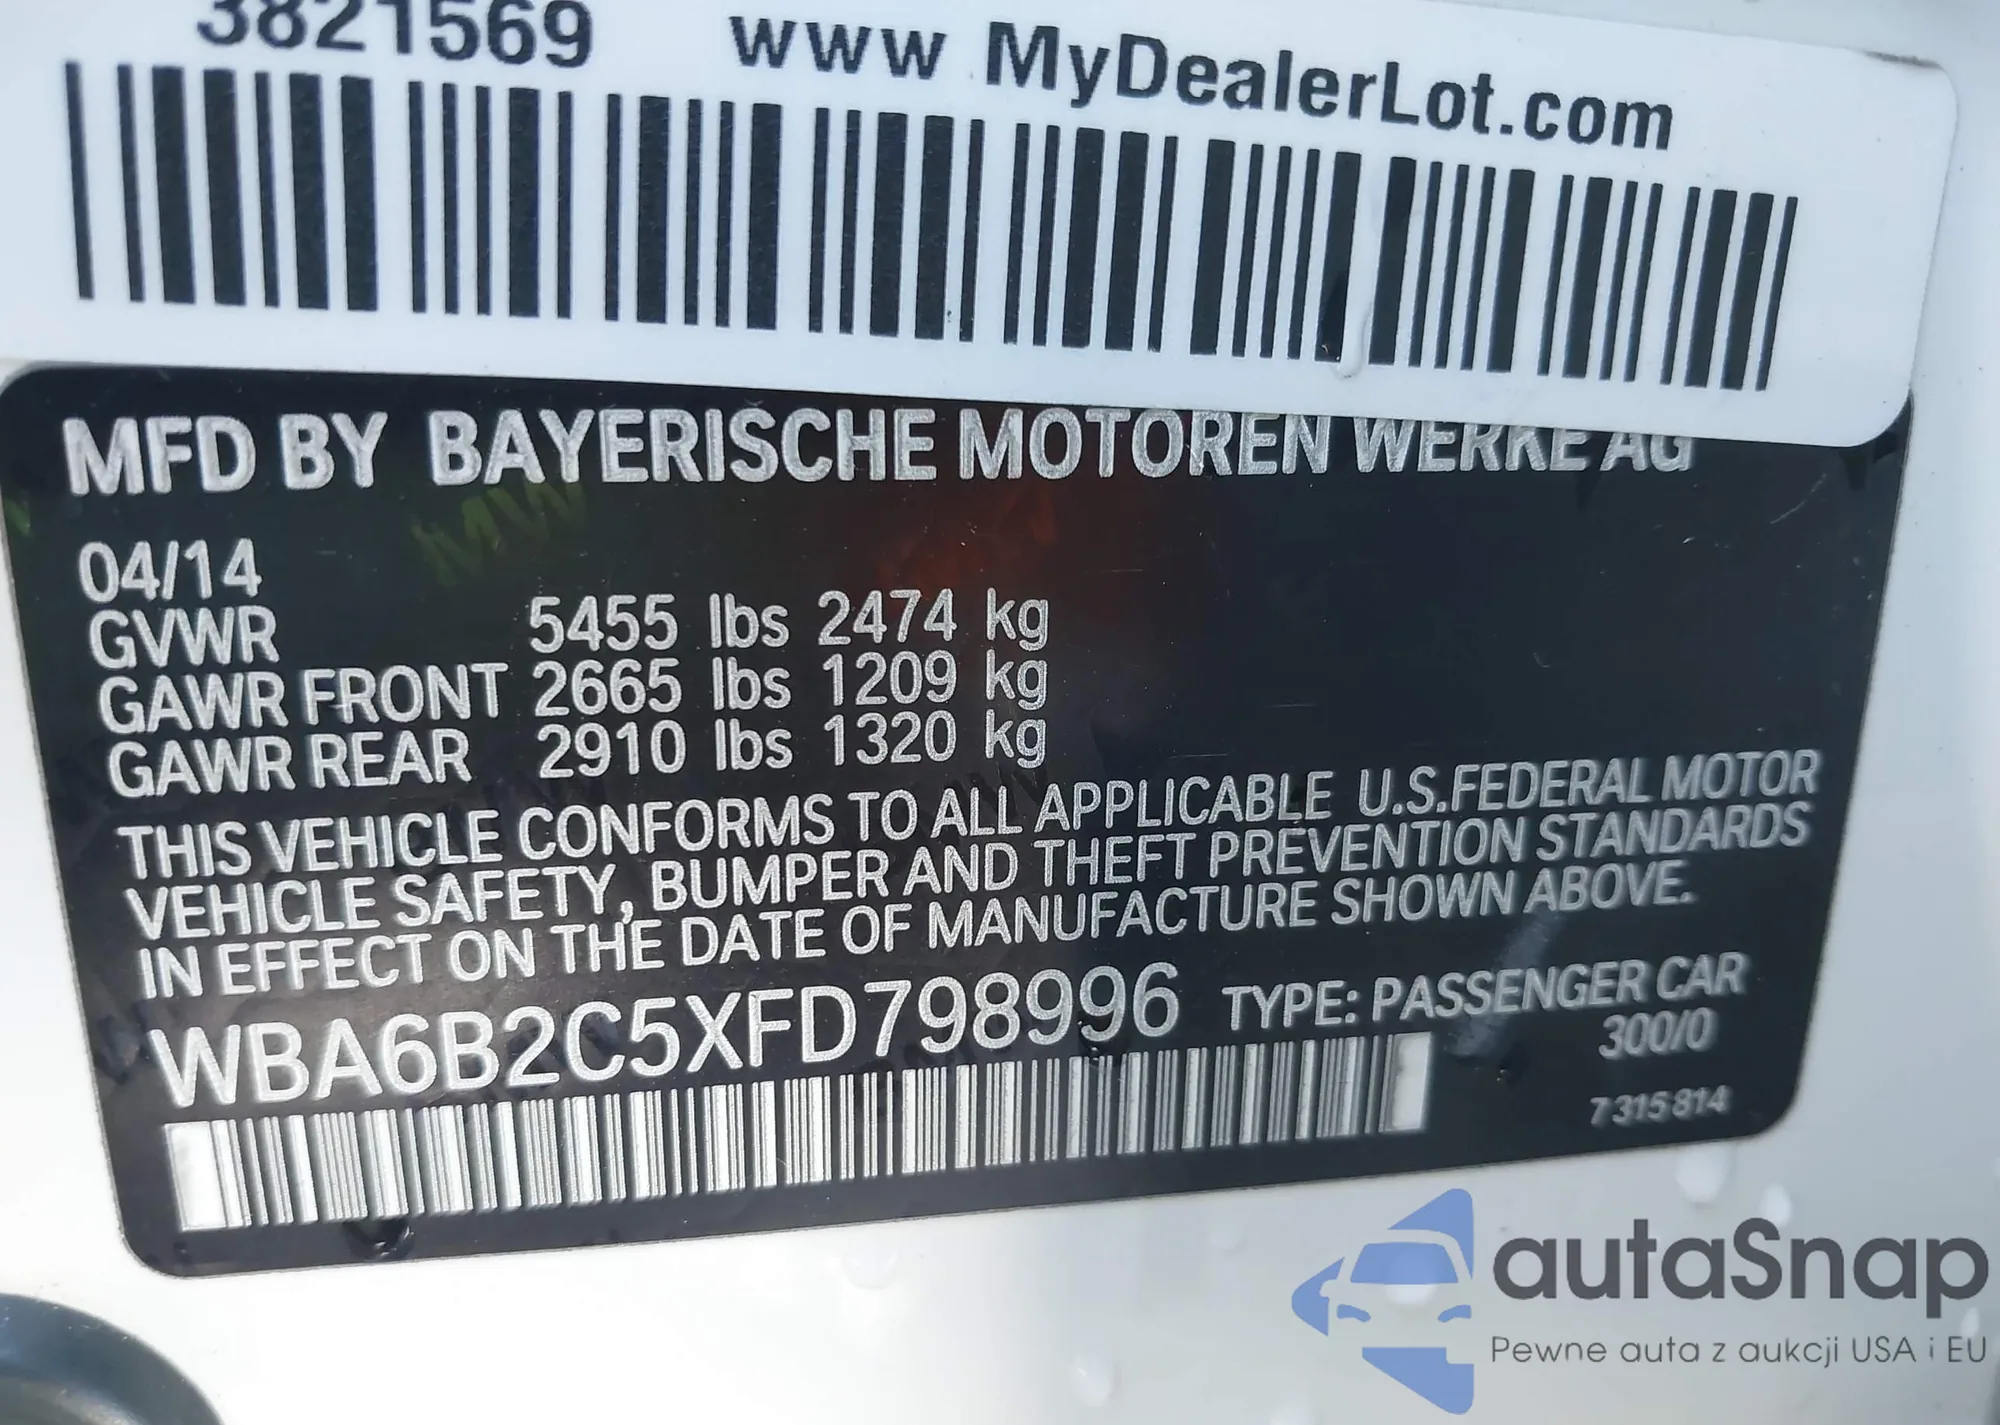 3821569 www MyDealerLot.com
MFD BY BAYERISCHE MOTOREN WERKE AG
04/14
GVWR 5455 lbs 2474 kg
GAWR FRONT 2665 lbs 1209 kg
GAWR REAR 2910 lbs 1320 kg
THIS VEHICLE CONFORMS TO ALL APPLICABLE U.S.FEDERAL MOTOR
VEHICLE SAFETY, BUMPER AND THEFT PREVENTION STANDARDS
IN EFFECT ON THE DATE OF MANUFACTURE SHOWN ABOVE.
WBA6B2C5XFD798996 TYPE: PASSENGER CAR
300/0
7 315 814
autaSnap
Pewne auta z aukcji USA i EU